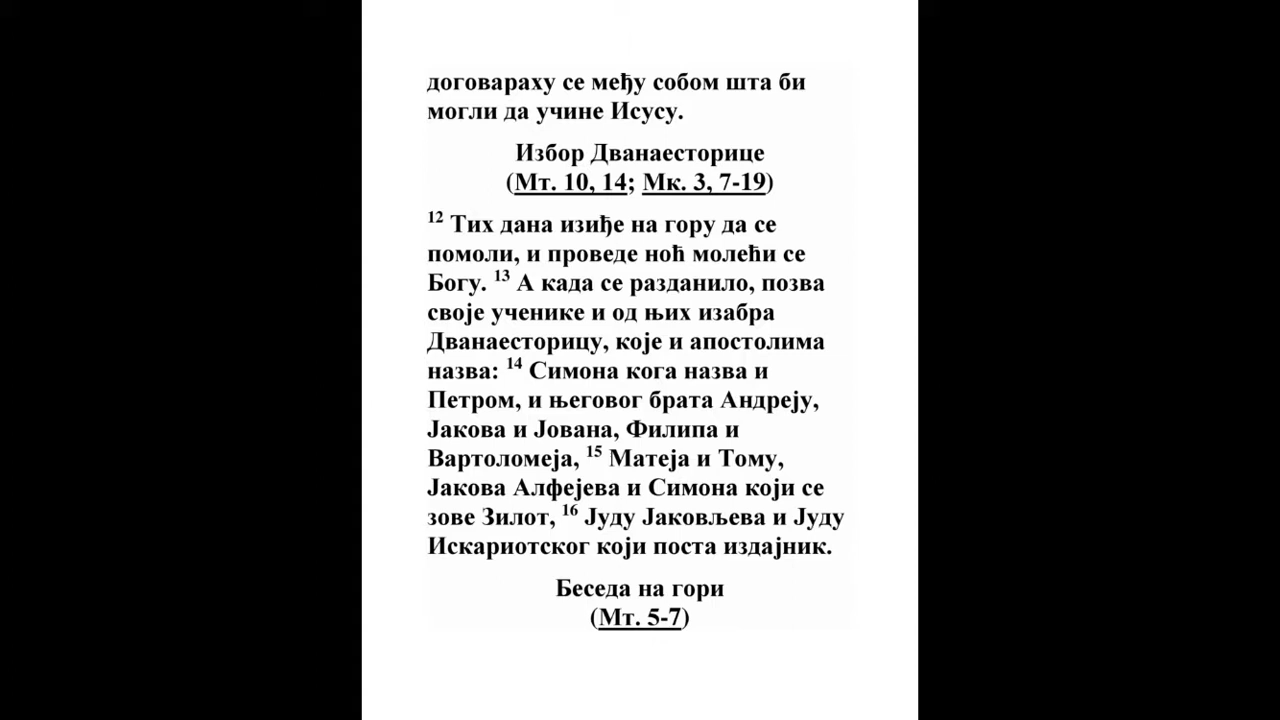 договараху се међу собом шта би
могли да учине Исусу.
Избор Дванаесторице
(Мт. 10, 14; Мк. 3, 7-19)
12 Тих дана изиђе на гору да се
помоли, и проведе ноћ молећи се
Богу. 13 А када се разданило, позва
своје ученике и од њих изабра
Дванаесторицу, које и апостолима
назва: 14 Симона кога назва и
Петром, и његовог брата Андреју,
Јакова и Јована, Филипа и
Вартоломеја, 15 Матеја и Тому,
Јакова Алфејева и Симона који се
зове Зилот, 16 Јуду Јаковљева и Јуду
Искариотског који поста издајник.
Беседа на гори
(Мт. 5-7)